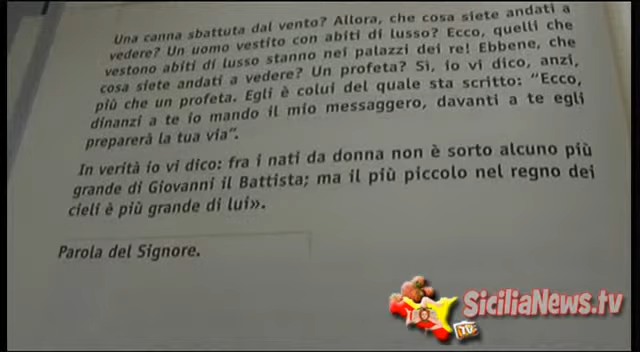 Una canna sbattuta dal vento? Allora, che cosa siete andati a
vedere? Un uomo vestito con abiti di lusso? Ecco, quelli che
vestono abiti di lusso stanno nei palazzi dei re! Ebbene, che
cosa siete andati a vedere? Un profeta? Sì, io vi dico, anzi,
più che un profeta. Egli è colui del quale sta scritto: “Ecco,
dinanzi a te io mando il mio messaggero, davanti a te egli
preparerà la tua via”.
In verità io vi dico: fra i nati da donna non è sorto alcuno più
grande di Giovanni il Battista; ma il più piccolo nel regno dei
cieli è più grande di lui».
Parola del Signore.
SiciliaNews.tv
TV